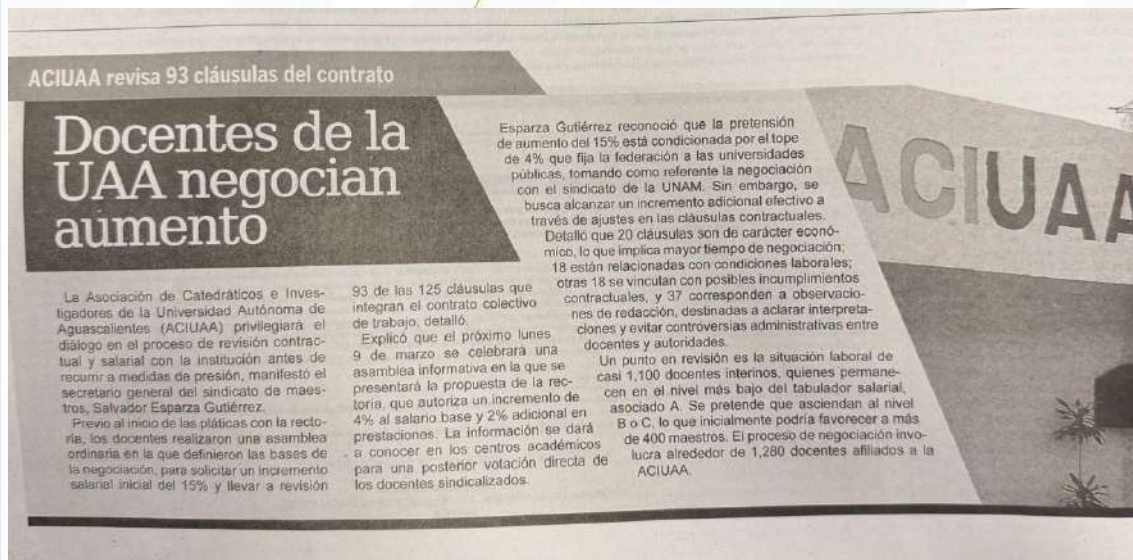 ACIUAA revisa 93 cláusulas del contrato
Docentes de la
UAA negocian
aumento
La Asociación de Catedráticos e Inves-
tigadores de la Universidad Autónoma de
Aguascalientes (ACIUAA) privilegiará el
diálogo en el proceso de revisión contrac-
tual y salarial con la institución antes de
recurrir a medidas de presión, manifestó el
secretario general del sindicato de maes-
tros, Salvador Esparza Gutiérrez.
Previo al inicio de las pláticas con la recto-
ría, los docentes realizaron una asamblea
ordinaria en la que definieron las bases de
la negociación, para solicitar un incremento
salarial inicial del 15% y llevar a revisión
93 de las 125 cláusulas que
integran el contrato colectivo
de trabajo, detalló.
Explicó que el próximo lunes
9 de marzo se celebrará una
asamblea informativa en la que se
presentará la propuesta de la rec-
toría, que autoriza un incremento de
4% al salario base y 2% adicional en
prestaciones. La información se dará
a conocer en los centros académicos
para una posterior votación directa de
los docentes sindicalizados.
Esparza Gutiérrez reconoció que la pretensión
de aumento del 15% está condicionada por el tope
de 4% que fija la federación a las universidades
públicas, tomando como referente la negociación
con el sindicato de la UNAM. Sin embargo, se
busca alcanzar un incremento adicional efectivo a
través de ajustes en las cláusulas contractuales.
Detalló que 20 cláusulas son de carácter econó-
mico, lo que implica mayor tiempo de negociación;
18 están relacionadas con condiciones laborales;
otras 18 se vinculan con posibles incumplimientos
contractuales, y 37 corresponden a observacio-
nes de redacción, destinadas a aclarar interpreta-
ciones y evitar controversias administrativas entre
docentes y autoridades.
Un punto en revisión es la situación laboral de
casi 1,100 docentes interinos, quienes permane-
cen en el nivel más bajo del tabulador salarial,
asociado A. Se pretende que asciendan al nivel
B o C, lo que inicialmente podría favorecer a más
de 400 maestros. El proceso de negociación invo-
lucra alrededor de 1,280 docentes afiliados a la
ACIUAA.
ACIUAA